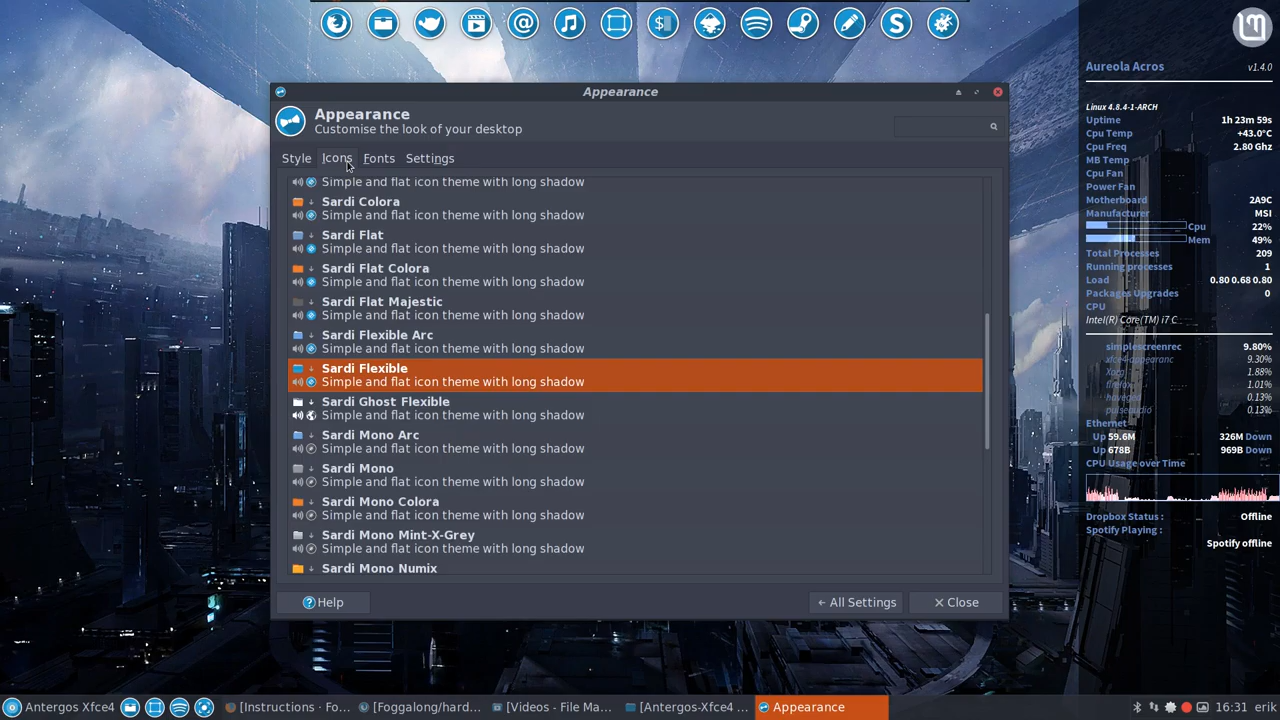 Appearance
Appearance
Customise the look of your desktop
Style Icons Fonts Settings
Simple and flat icon theme with long shadow
Sardi Colora
Simple and flat icon theme with long shadow
Sardi Flat
Simple and flat icon theme with long shadow
Sardi Flat Colora
Simple and flat icon theme with long shadow
Sardi Flat Majestic
Simple and flat icon theme with long shadow
Sardi Flexible Arc
Simple and flat icon theme with long shadow
Sardi Flexible
Simple and flat icon theme with long shadow
Sardi Ghost Flexible
Simple and flat icon theme with long shadow
Sardi Mono Arc
Simple and flat icon theme with long shadow
Sardi Mono
Simple and flat icon theme with long shadow
Sardi Mono Colora
Simple and flat icon theme with long shadow
Sardi Mono Mint-X-Grey
Simple and flat icon theme with long shadow
Sardi Mono Numix
Help All Settings Close
Aureola Acros v1.4.0
Linux 4.8.4-1-ARCH
Uptime 1h 23m 59s
Cpu Temp +43.0°C
Cpu Freq 2.80 Ghz
MB Temp
Cpu Fan
Power Fan
Motherboard 2A9C
Manufacturer MSI
Cpu 22%
Mem 49%
Total Processes 209
Running processes 1
Load 0.80 0.68 0.80
Packages Upgrades 0
CPU
Intel(R) Core(TM) i7 C
simplescreenrec 9.80%
xfce4-appearanc 9.30%
Xorg 1.88%
firefox 1.01%
haveged 0.13%
pulseaudio 0.13%
Ethernet
Up 59.6M 326M Down
Up 678B 969B Down
CPU Usage over Time
Dropbox Status : Offline
Spotify Playing :
Spotify offline
Antergos Xfce4 [Instructions - Fo... [Foggalong/hard... [Videos - File Ma... [Antergos-Xfce4 ... Appearance 16:31 erik